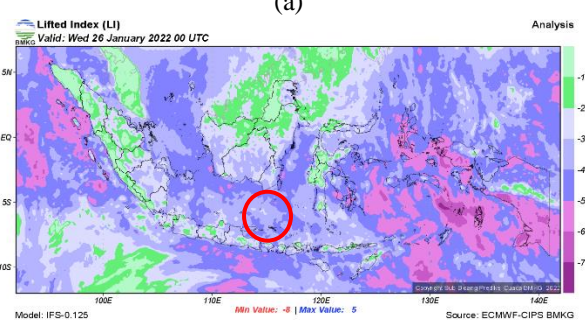 (a)
Lifted Index (LI)
Analysis
BMKG
Valid: Wed 26 January 2022 00 UTC
5N
EQ
5S
10S
-1
-2
-3
-4
-5
-6
-7
100E
110E
120E
130E
140E
Model: IFS-0.125
Min Value: -8 | Max Value: 5
Source: ECMWF-CIPS BMKG